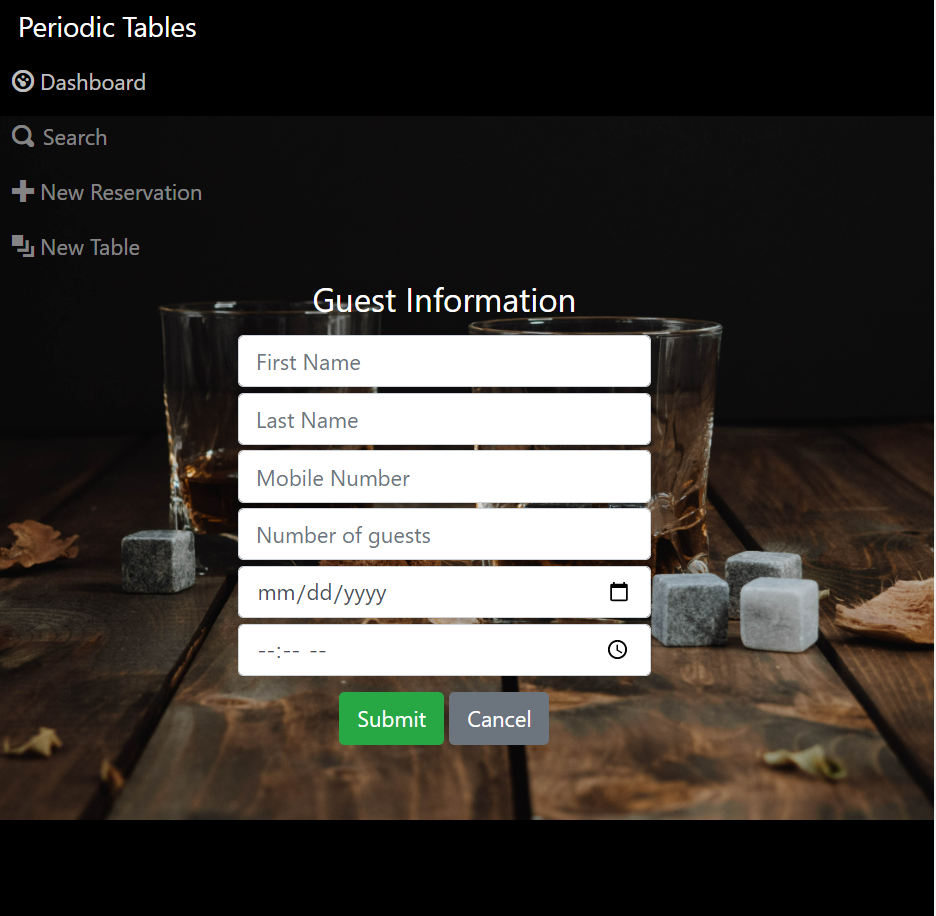 Periodic Tables
Dashboard
Search
New Reservation
New Table
Guest Information
First Name
Last Name
Mobile Number
Number of guests
mm/dd/yyyy
--:-- --
Submit Cancel